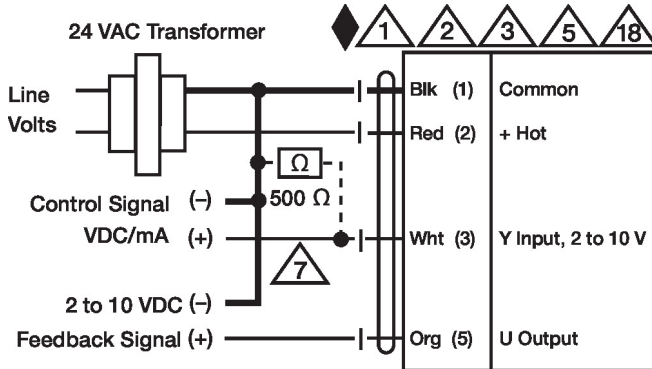 24 VAC Transformer
1 2 3 5 18
Line
Volts
Blk (1) Common
Red (2) + Hot
Ω
500 Ω
Control Signal (–)
VDC/mA (+)
Wht (3) Y Input, 2 to 10 V
7
2 to 10 VDC (–)
Feedback Signal (+)
Org (5) U Output